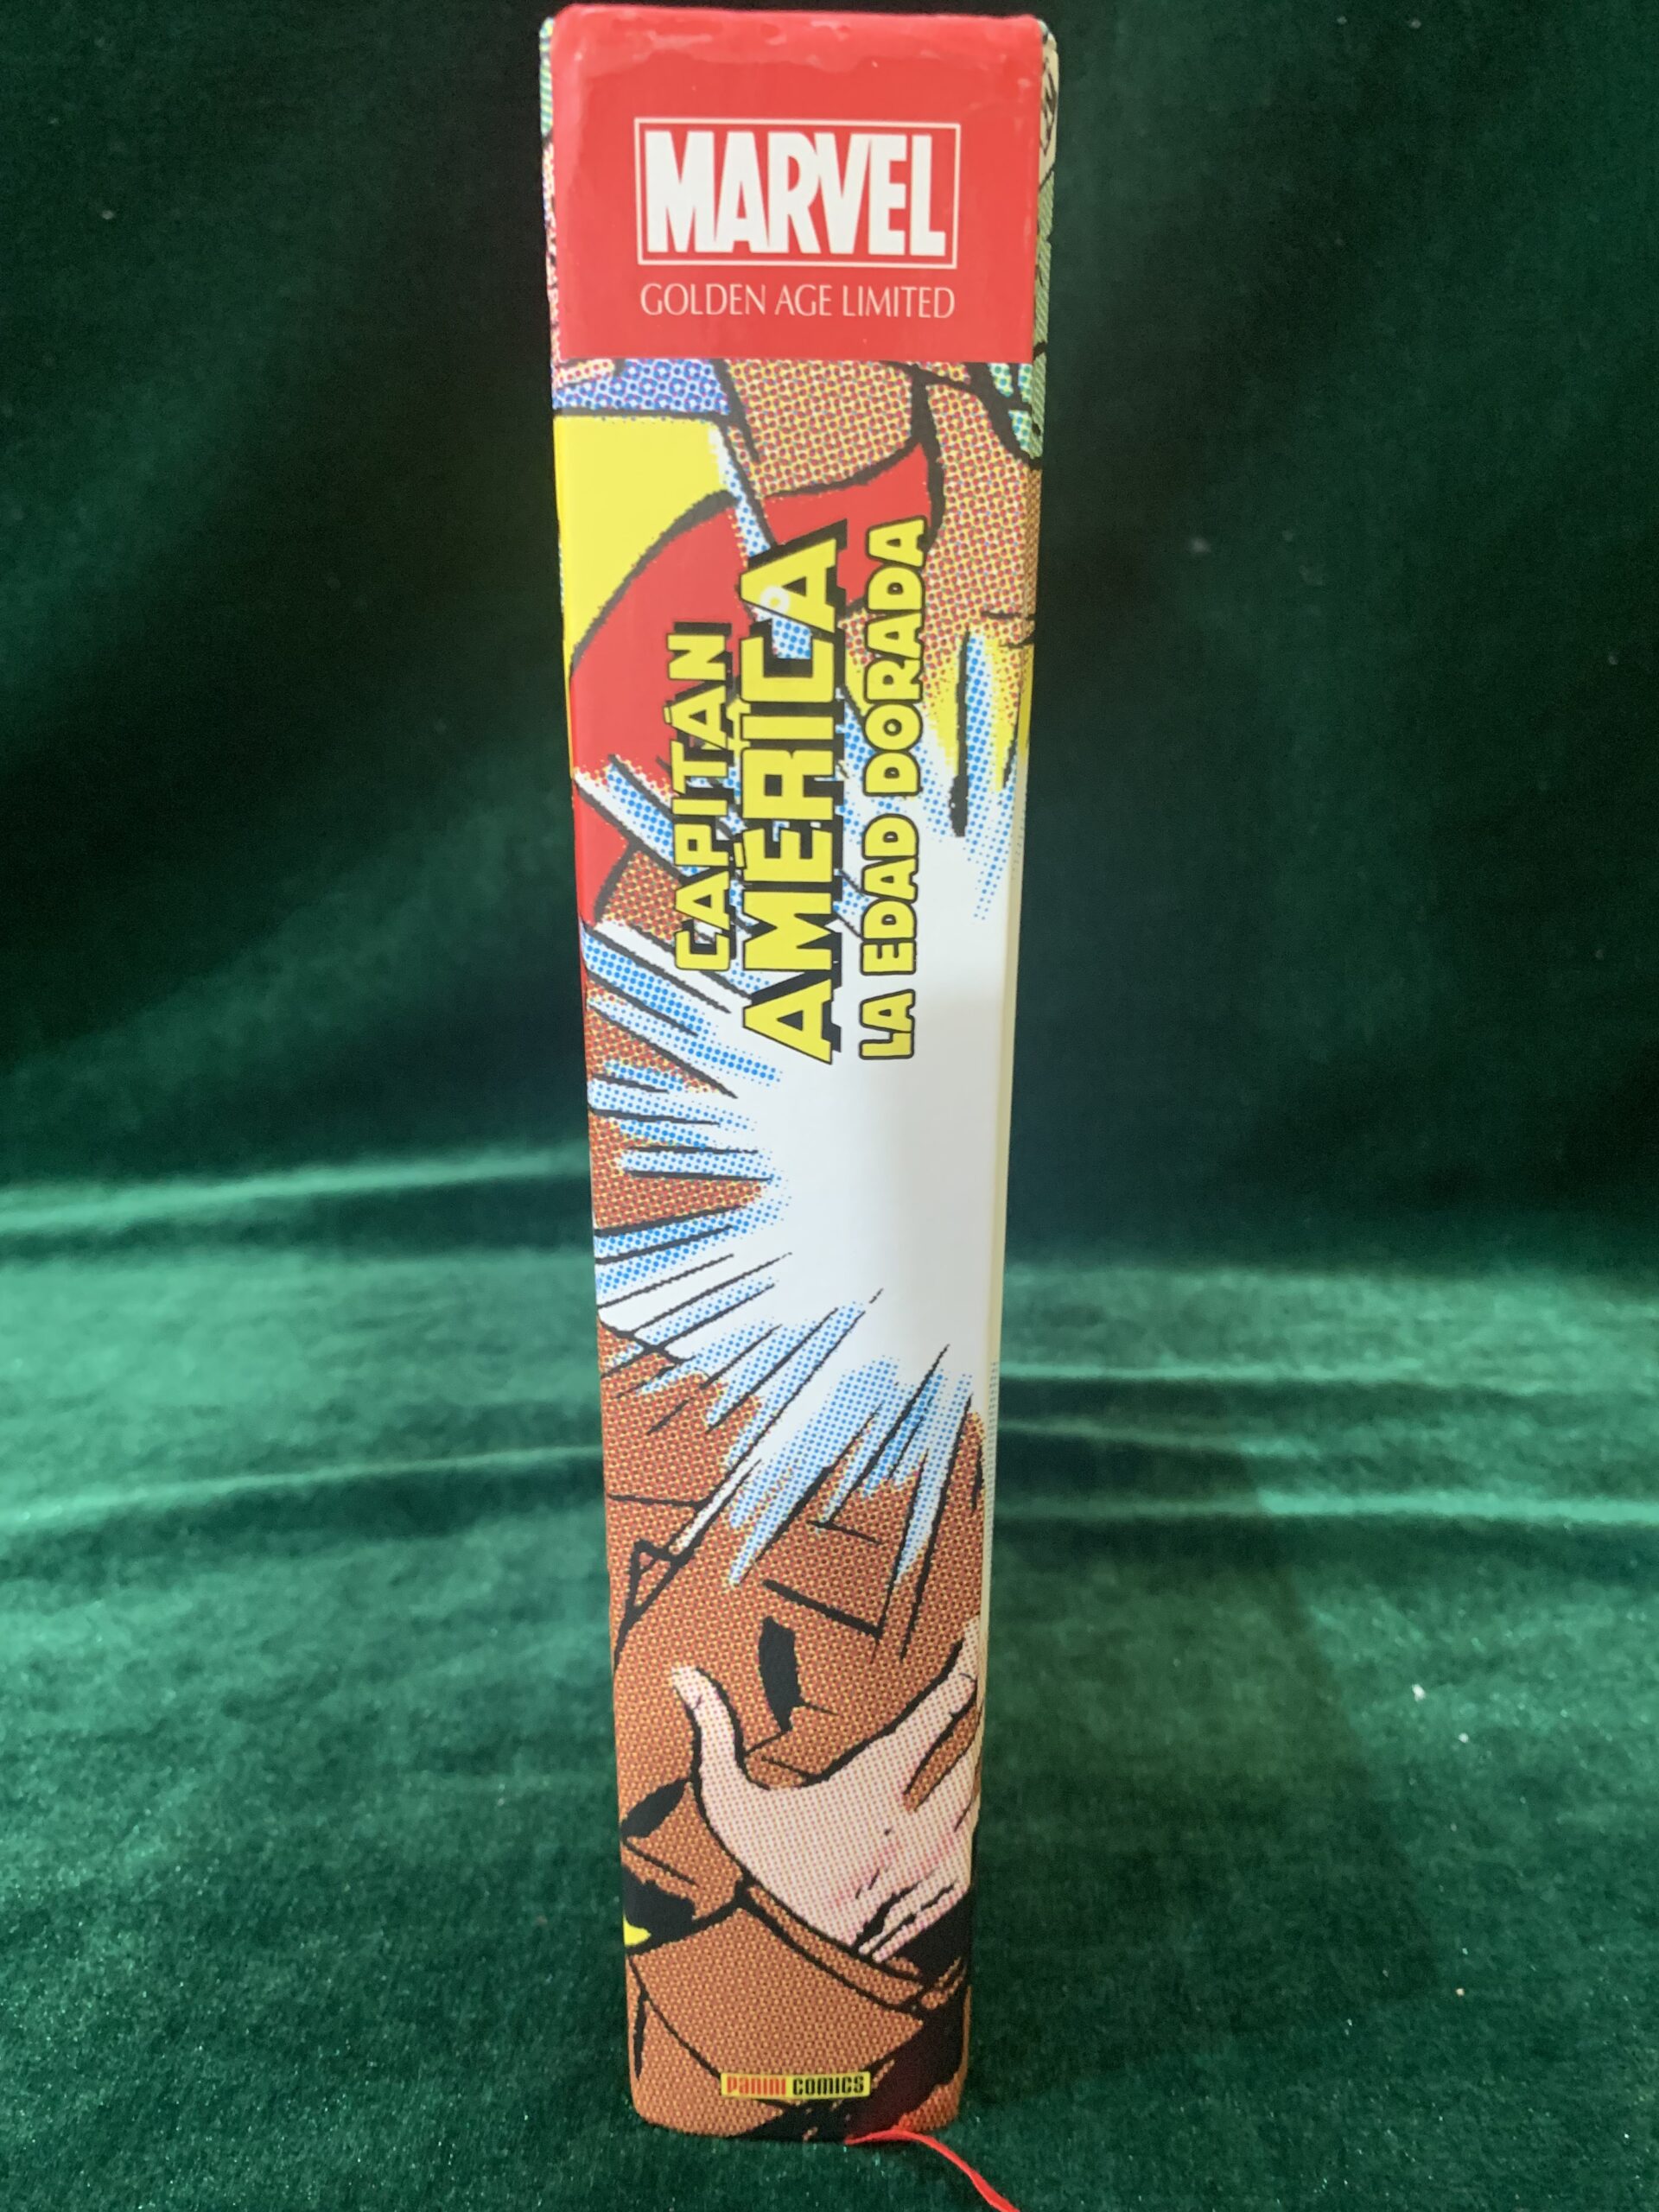 MARVEL
GOLDEN AGE LIMITED
CAPITÁN
AMÉRICA
LA EDAD DORADA
PANINI COMICS